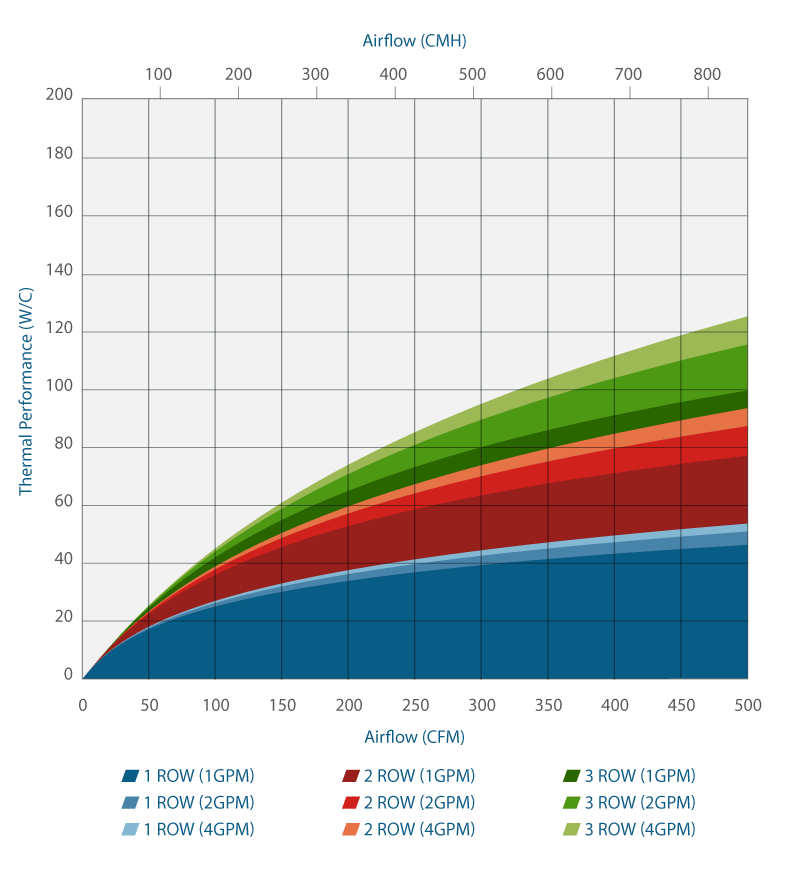 Airflow (CMH)
100 200 300 400 500 600 700 800
200
180
160
140
120
100
80
60
40
20
0
Thermal Performance (W/C)
0 50 100 150 200 250 300 350 400 450 500
Airflow (CFM)
1 ROW (1GPM) 2 ROW (1GPM) 3 ROW (1GPM)
1 ROW (2GPM) 2 ROW (2GPM) 3 ROW (2GPM)
1 ROW (4GPM) 2 ROW (4GPM) 3 ROW (4GPM)